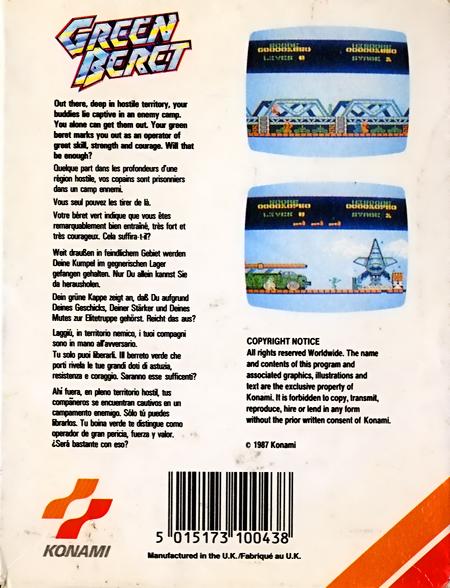 GREEN
BERET
Out there, deep in hostile territory, your
buddies lie captive in an enemy camp.
You alone can get them out. Your green
beret marks you out as an operator of
great skill, strength and courage. Will that
be enough?
Quelque part dans les profondeurs d'une
région hostile, vos copains sont prisonniers
dans un camp ennemi.
Vous seul pouvez les tirer de là.
Votre béret vert indique que vous êtes
remarquablement bien entraîné, très fort et
très courageux. Cela suffira-t-il?
Weit draußen in feindlichem Gebiet werden
Deine Kumpel im gegnerischen Lager
gefangen gehalten. Nur Du allein kannst Sie
da herausholen.
Dein grüne Kappe zeigt an, daß Du aufgrund
Deines Geschicks, Deiner Stärker und Deines
Mutes zur Elitetruppe gehörst. Reicht das aus?
Laggiù, in territorio nemico, i tuoi compagni
sono in mano all'avversario.
Tu solo puoi liberarli. Ill berreto verde che
porti rivela le tue grandi doti di astuzia,
resistenza e coraggio. Saranno esse sufficenti?
Ahí fuera, en pleno territorio hostil, tus
compãneros se encuentran cautivos en un
campamento enemigo. Sólo tú puedes
librarlos. Tu boina verde te distingue como
operador de gran pericia, fuerza y valor.
¿Será bastante con eso?
LIVES
STAGE
LIVES
STAGE
COPYRIGHT NOTICE
All rights reserved Worldwide. The name
and contents of this program and
associated graphics, illustrations and
text are the exclusive property of
Konami. It is forbidden to copy, transmit,
reproduce, hire or lend in any form
without the prior written consent of Konami.
© 1987 Konami
KONAMI
5 015173 100438
Manufactured in the U.K./Fabriqué au U.K.